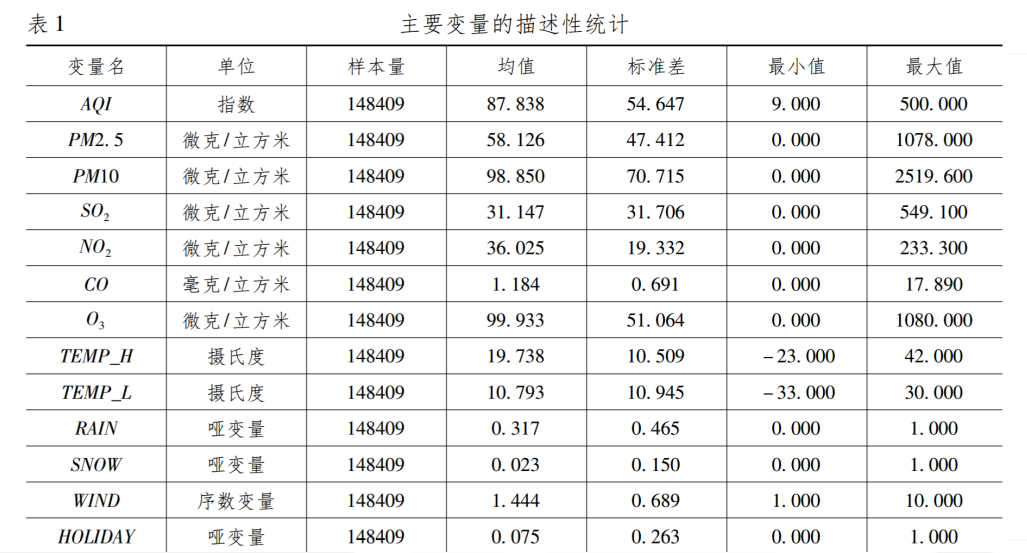 表 1 主要变量的描述性统计
变量名 单位 样本量 均值 标准差 最小值 最大值
AQI 指数 148409 87.838 54.647 9.000 500.000
PM2.5 微克/立方米 148409 58.126 47.412 0.000 1078.000
PM10 微克/立方米 148409 98.850 70.715 0.000 2519.600
SO₂ 微克/立方米 148409 31.147 31.706 0.000 549.100
NO₂ 微克/立方米 148409 36.025 19.332 0.000 233.300
CO 毫克/立方米 148409 1.184 0.691 0.000 17.890
O₃ 微克/立方米 148409 99.933 51.064 0.000 1080.000
TEMP_H 摄氏度 148409 19.738 10.509 -23.000 42.000
TEMP_L 摄氏度 148409 10.793 10.945 -33.000 30.000
RAIN 哑变量 148409 0.317 0.465 0.000 1.000
SNOW 哑变量 148409 0.023 0.150 0.000 1.000
WIND 序数变量 148409 1.444 0.689 1.000 10.000
HOLIDAY 哑变量 148409 0.075 0.263 0.000 1.000